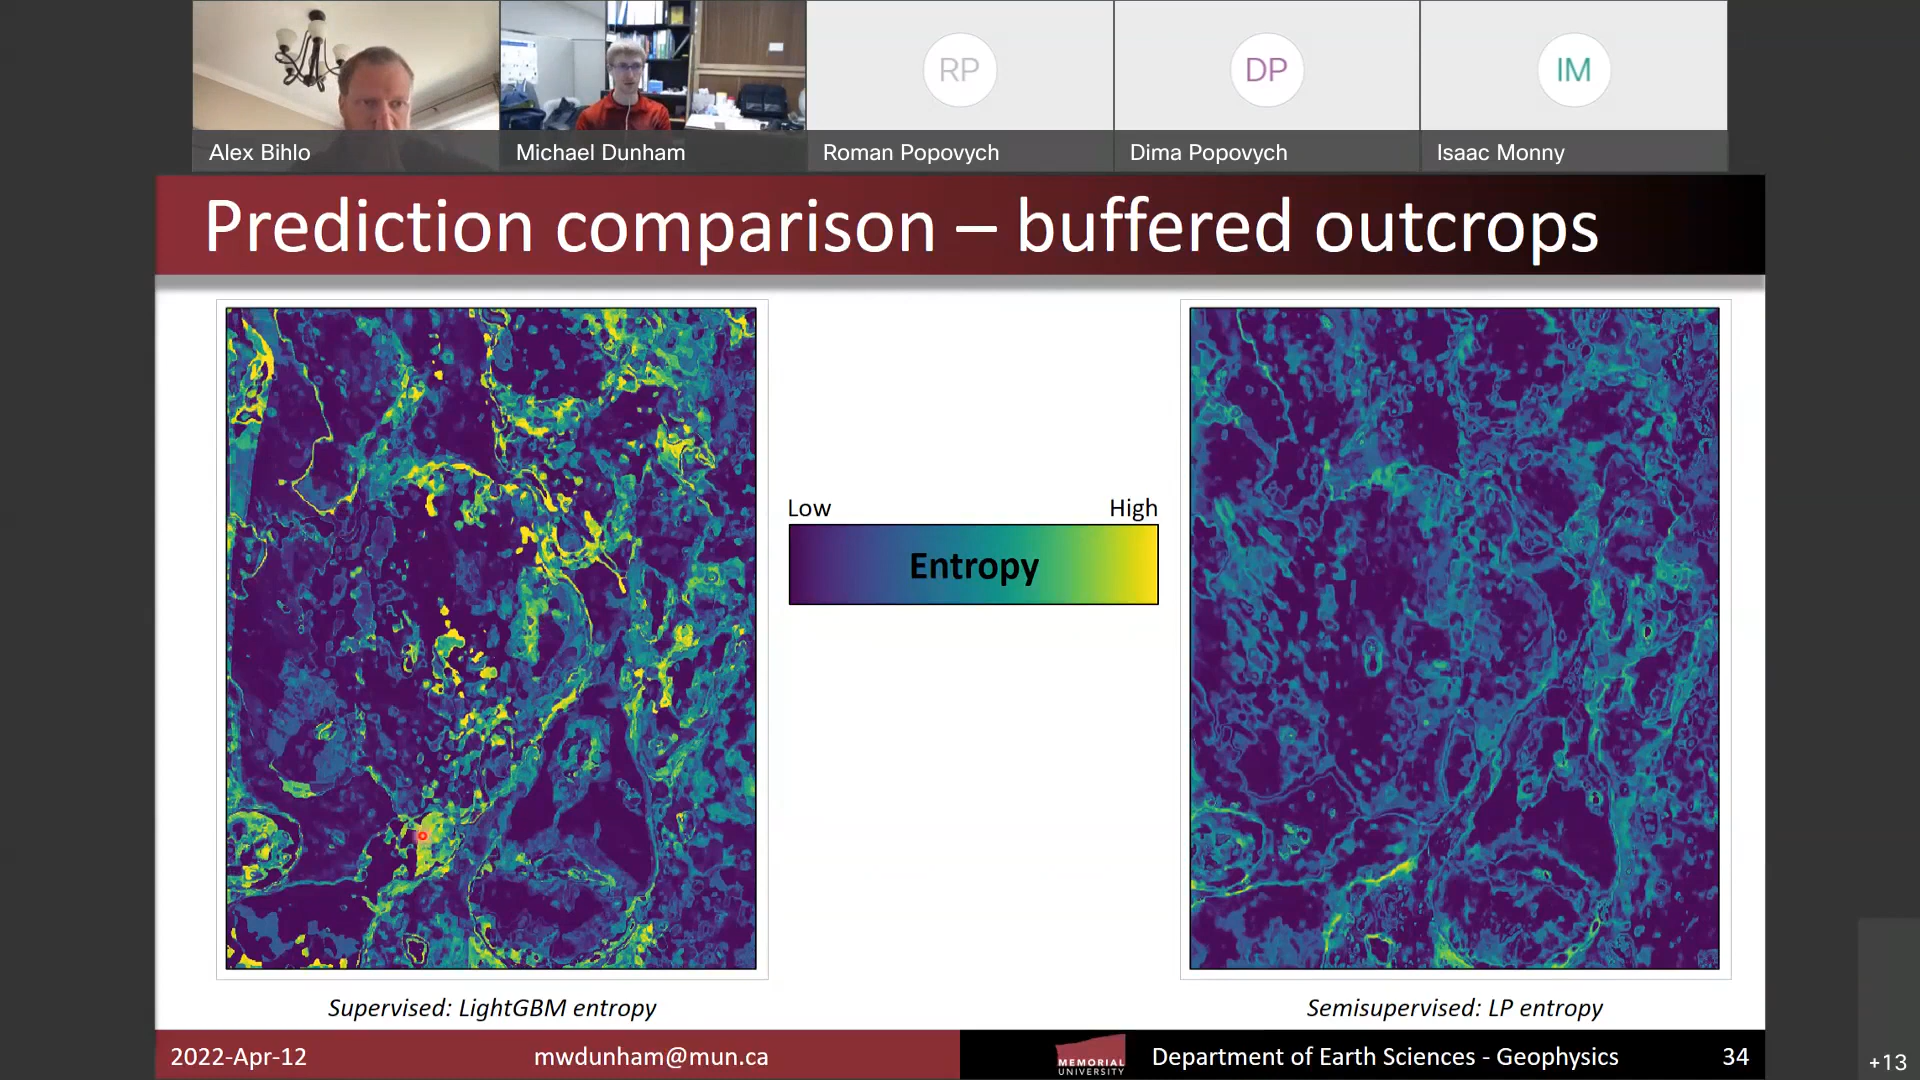 RP
DP
IM
Alex Bihlo
Michael Dunham
Roman Popovych
Dima Popovych
Isaac Monny
Prediction comparison – buffered outcrops
Low
High
Entropy
Supervised: LightGBM entropy
Semisupervised: LP entropy
2022-Apr-12
mwdunham@mun.ca
MEMORIAL
UNIVERSITY
Department of Earth Sciences - Geophysics
34
+13